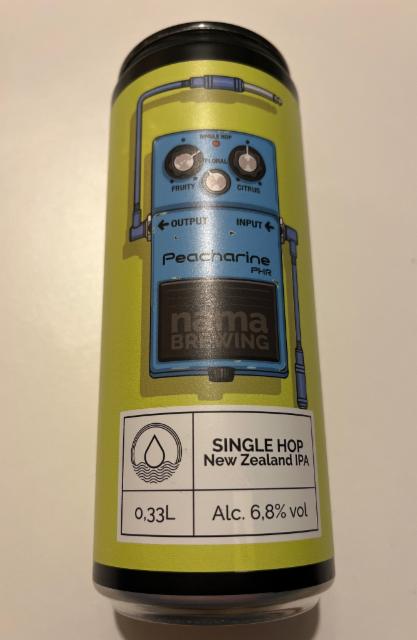 SINGLE HOP
FLORAL
FRUITY
CITRUS
OUTPUT
INPUT
Peacharine
PHR
nama
BREWING
SINGLE HOP
New Zealand IPA
0,33L
Alc. 6,8% vol